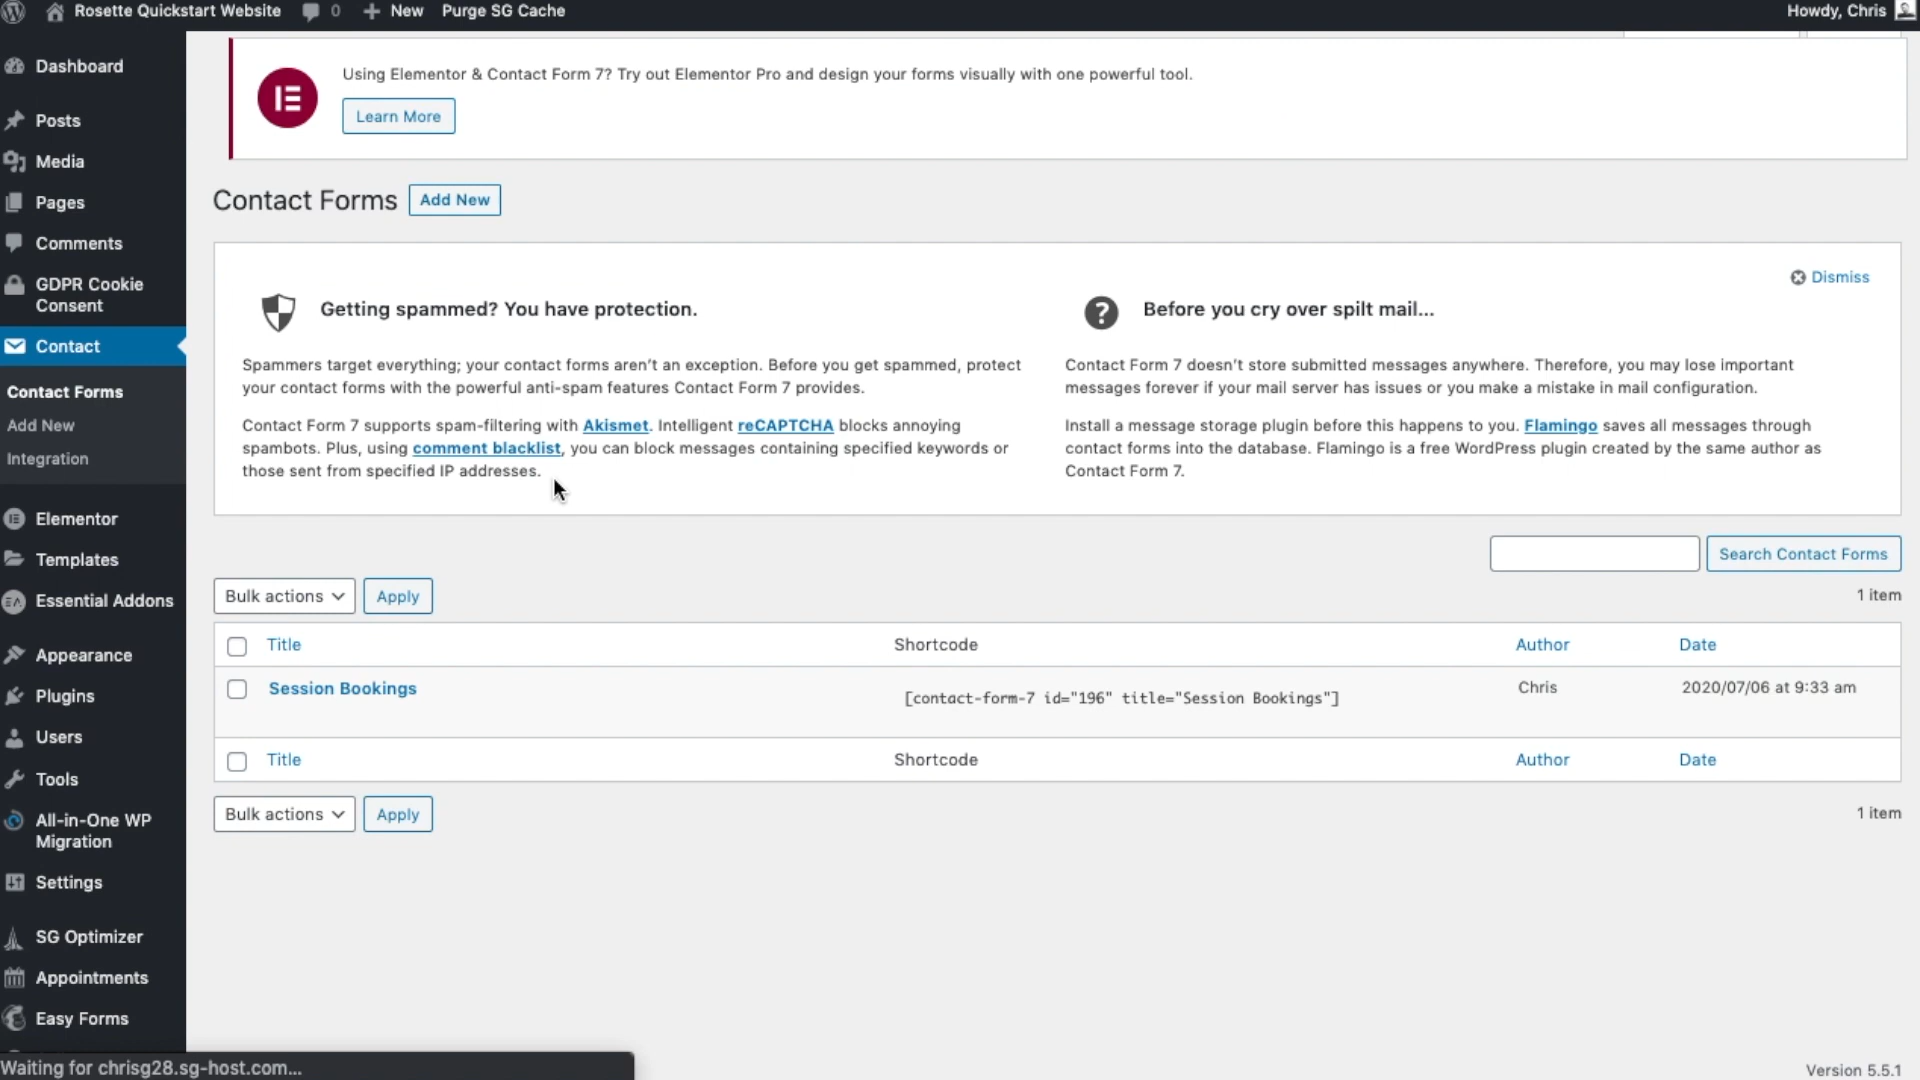 Rosette Quickstart Website 0 New Purge SG Cache Howdy, Chris
Dashboard
Posts
Media
Pages
Comments
GDPR Cookie
Consent
Contact
Contact Forms
Add New
Integration
Elementor
Templates
Essential Addons
Appearance
Plugins
Users
Tools
All-in-One WP
Migration
Settings
SG Optimizer
Appointments
Easy Forms
Waiting for chrisg28.sg-host.com...
Using Elementor & Contact Form 7? Try out Elementor Pro and design your forms visually with one powerful tool.
Learn More
Contact Forms Add New
Dismiss
Getting spammed? You have protection.
Spammers target everything; your contact forms aren't an exception. Before you get spammed, protect
your contact forms with the powerful anti-spam features Contact Form 7 provides.
Contact Form 7 supports spam-filtering with Akismet. Intelligent reCAPTCHA blocks annoying
spambots. Plus, using comment blacklist, you can block messages containing specified keywords or
those sent from specified IP addresses.
Before you cry over spilt mail...
Contact Form 7 doesn't store submitted messages anywhere. Therefore, you may lose important
messages forever if your mail server has issues or you make a mistake in mail configuration.
Install a message storage plugin before this happens to you. Flamingo saves all messages through
contact forms into the database. Flamingo is a free WordPress plugin created by the same author as
Contact Form 7.
Search Contact Forms
Bulk actions Apply 1 item
Title Shortcode Author Date
Session Bookings [contact-form-7 id="196" title="Session Bookings"] Chris 2020/07/06 at 9:33 am
Title Shortcode Author Date
Bulk actions Apply 1 item
Version 5.5.1